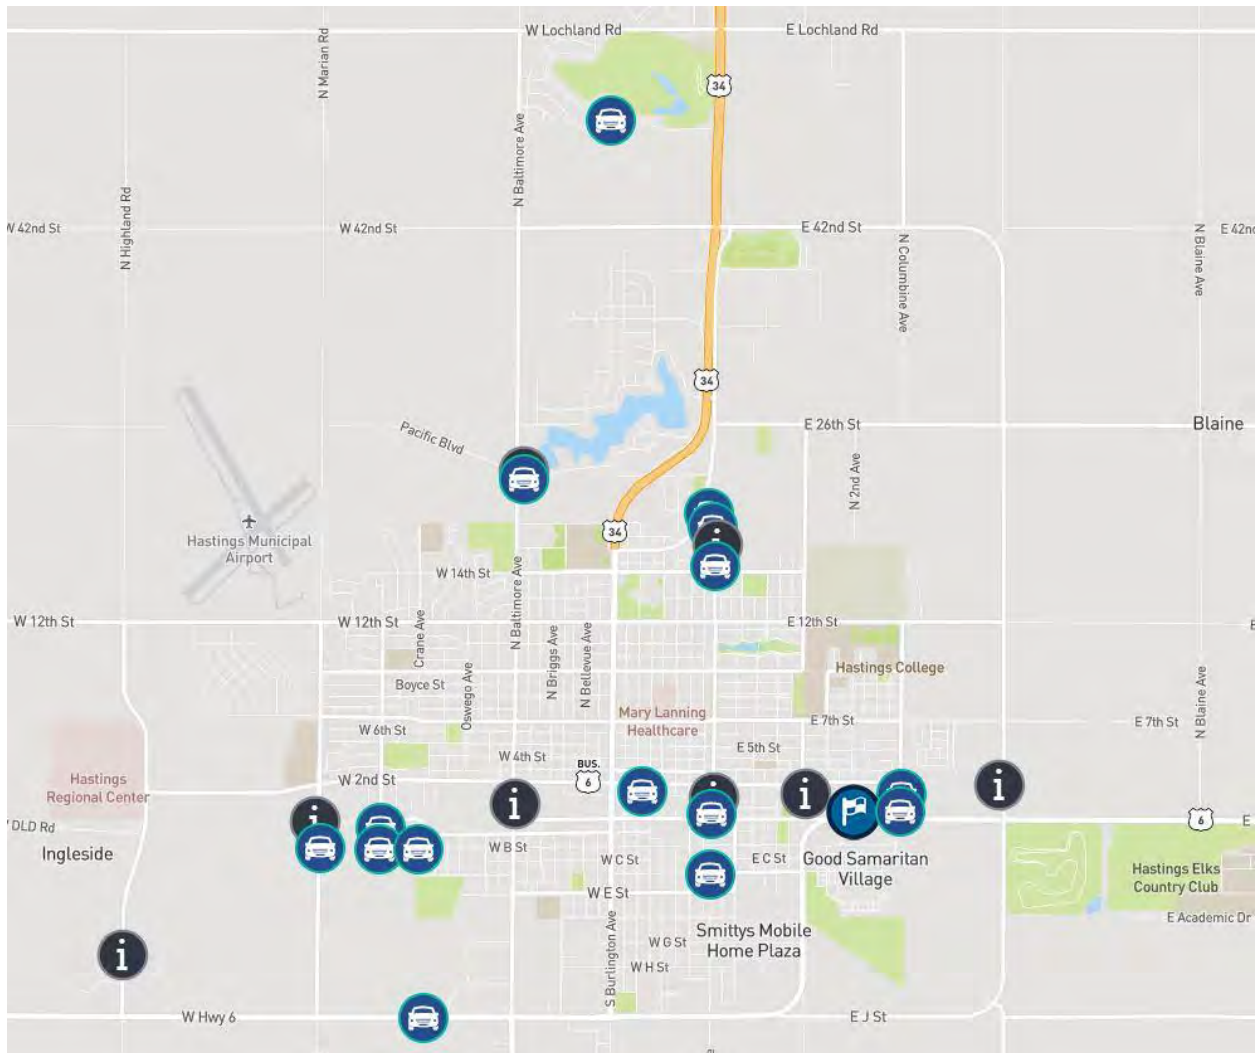 W Lochland Rd
E Lochland Rd
N Marian Rd
34
N Baltimore Ave
N Highland Rd
W 42nd St
W 42nd St
E 42nd St
E 42n
N Columbine Ave
N Blaine Ave
34
Pacific Blvd
E 26th St
Blaine
N 2nd Ave
34
Hastings Municipal
Airport
W 14th St
N Baltimore Ave
W 12th St
W 12th St
E 12th St
E
Crane Ave
N Briggs Ave
N Bellevue Ave
Oswego Ave
Boyce St
Hastings College
N Blaine Ave
Mary Lanning
Healthcare
W 6th St
E 7th St
E 7th St
W 4th St
E 5th St
BUS.
6
Hastings
Regional Center
W 2nd St
i
i
i
i
i
i
i
DLD Rd
6
E
Ingleside
W B St
W C St
E C St
Good Samaritan
Village
Hastings Elks
Country Club
W E St
E Academic Dr
Smittys Mobile
Home Plaza
S Burlington Ave
W G St
W H St
W Hwy 6
E J St